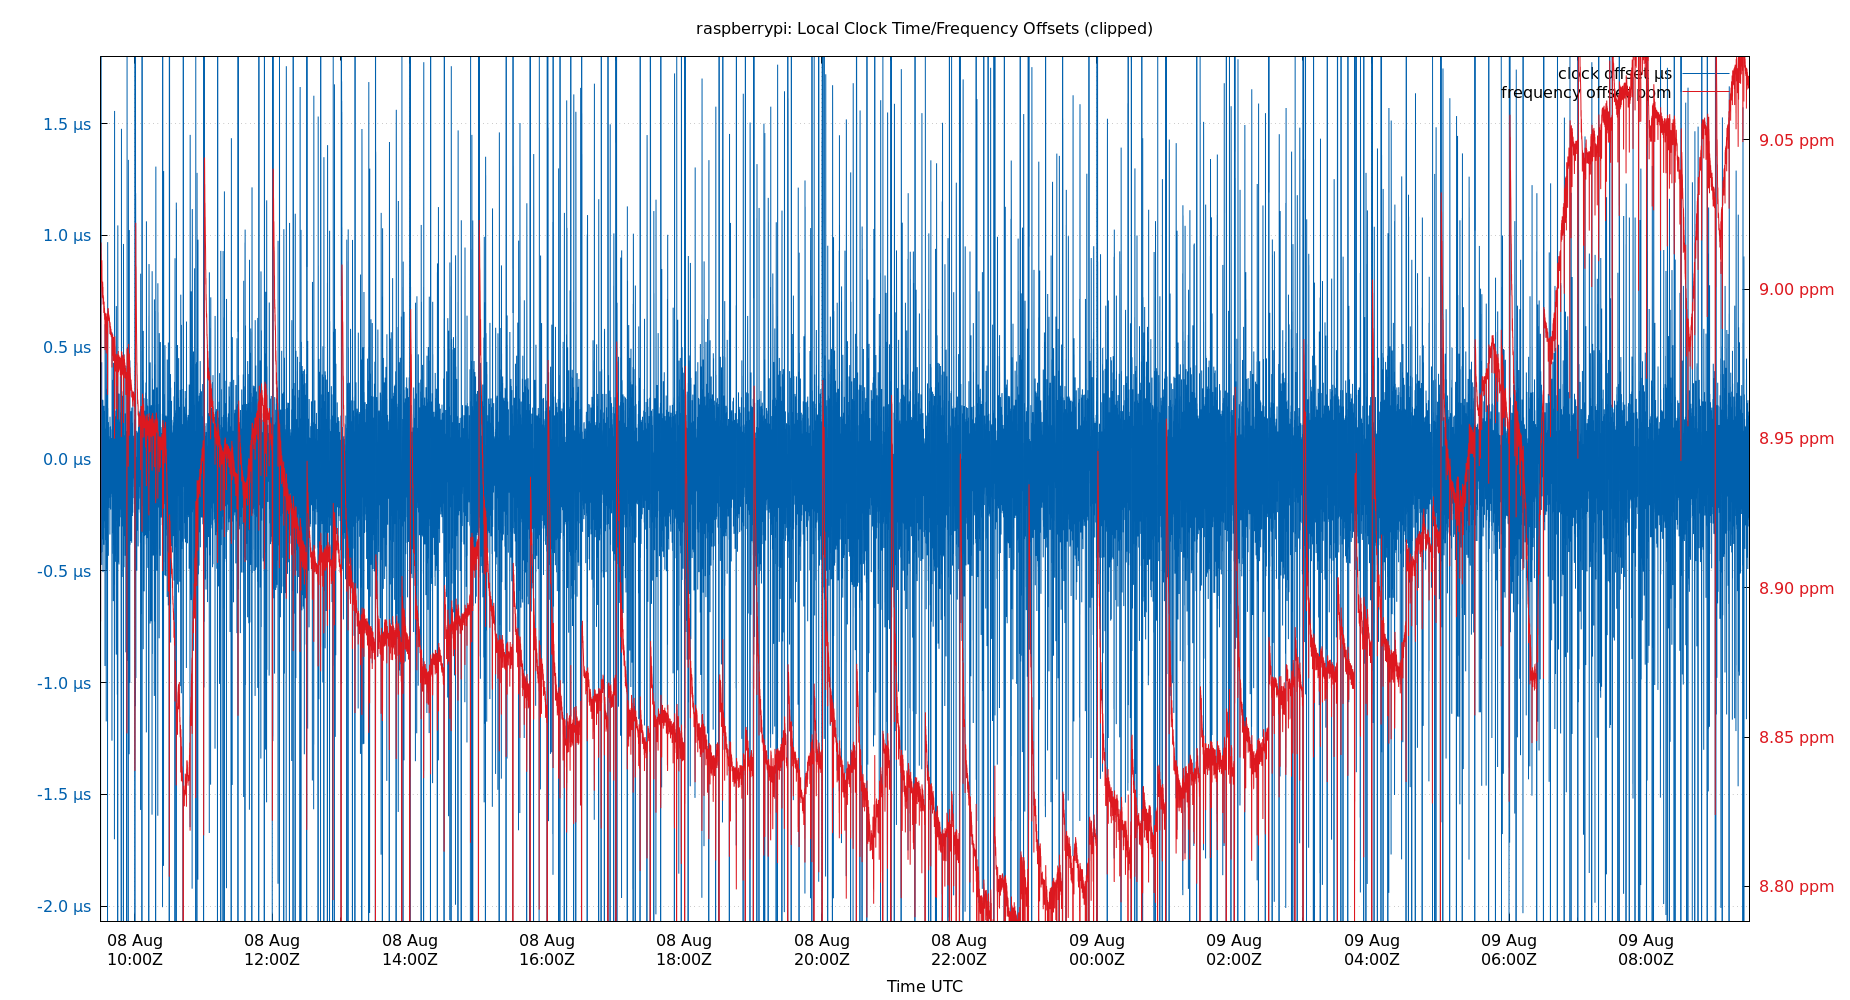 raspberrypi: Local Clock Time/Frequency Offsets (clipped)
clock offset µs
frequency offset ppm
1.5 µs
1.0 µs
0.5 µs
0.0 µs
-0.5 µs
-1.0 µs
-1.5 µs
-2.0 µs
9.05 ppm
9.00 ppm
8.95 ppm
8.90 ppm
8.85 ppm
8.80 ppm
08 Aug 08 Aug 08 Aug 08 Aug 08 Aug 08 Aug 08 Aug 09 Aug 09 Aug 09 Aug 09 Aug 09 Aug
10:00Z 12:00Z 14:00Z 16:00Z 18:00Z 20:00Z 22:00Z 00:00Z 02:00Z 04:00Z 06:00Z 08:00Z
Time UTC